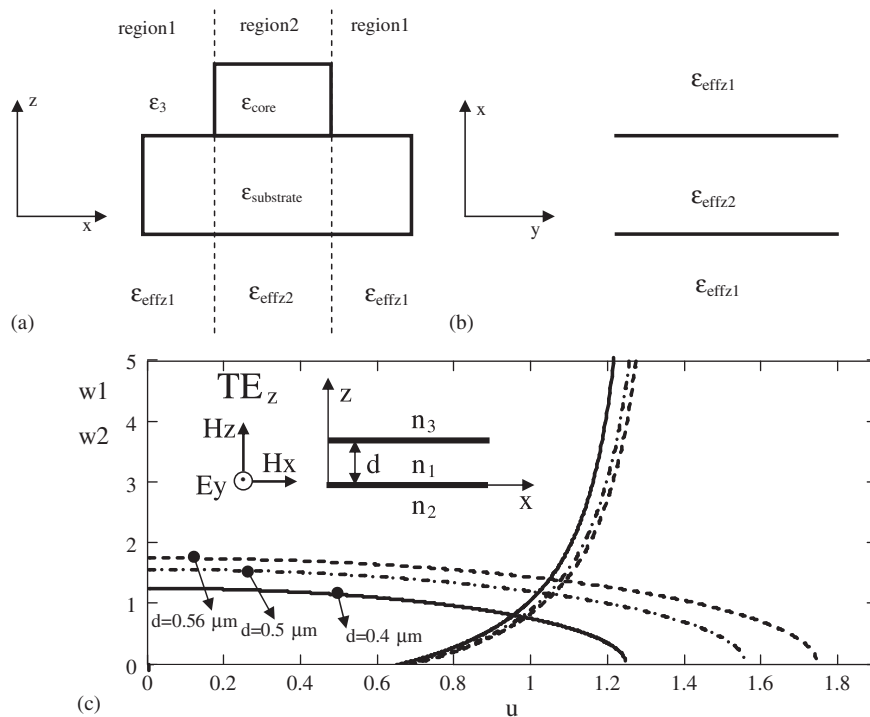 region1 region2 region1
z ε3 εcore
εsubstrate
x
εeffz1 εeffz2 εeffz1
(a)
x εeffz1
εeffz2
y
εeffz1
(b)
5
w1
4
w2
3
2
1
0
TEz
Hz
Hx
Ey
z
n3
d n1
x
n2
d=0.56 μm
d=0.5 μm
d=0.4 μm
0 0.2 0.4 0.6 0.8 1 1.2 1.4 1.6 1.8
u
(c)